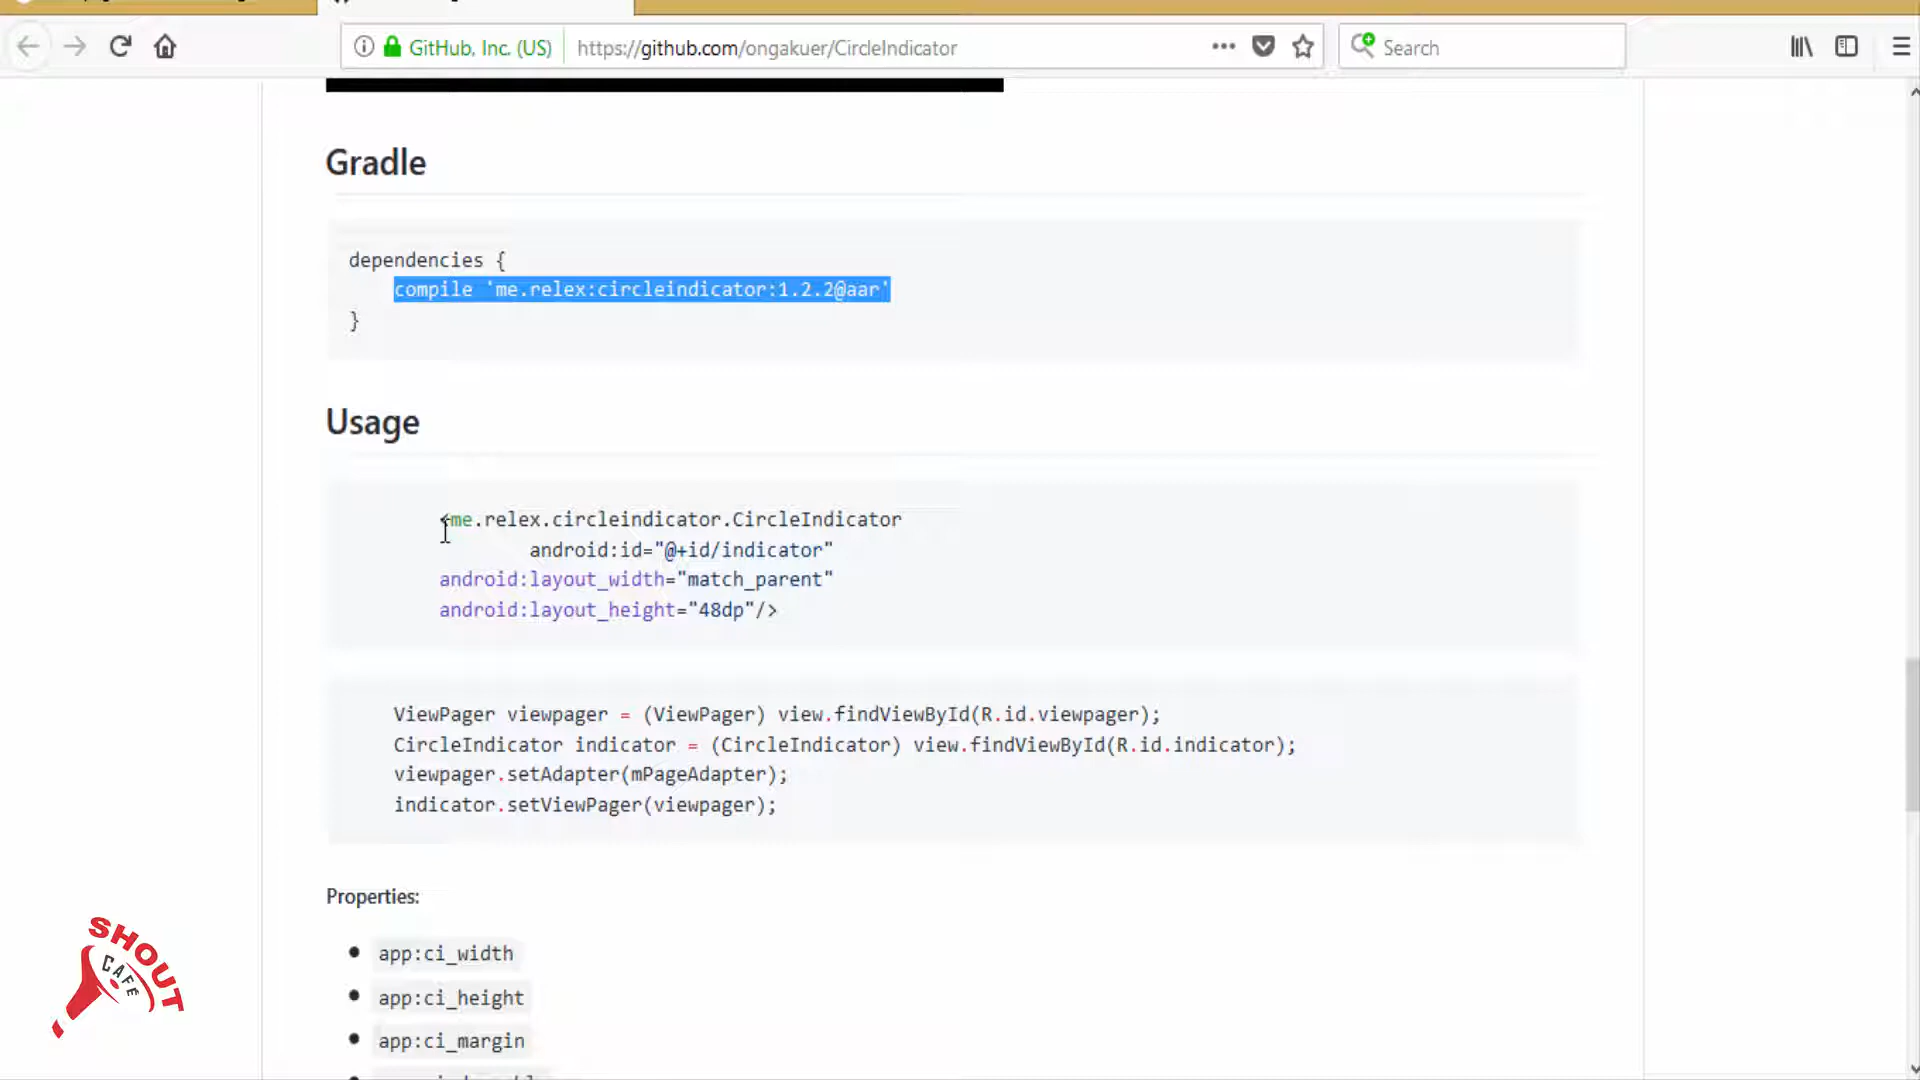 GitHub, Inc. (US)
https://github.com/ongakuer/CircleIndicator
Search
Gradle
dependencies {
compile 'me.relex:circleindicator:1.2.2@aar'
}
Usage
<me.relex.circleindicator.CircleIndicator
android:id="@+id/indicator"
android:layout_width="match_parent"
android:layout_height="48dp"/>
ViewPager viewpager = (ViewPager) view.findViewById(R.id.viewpager);
CircleIndicator indicator = (CircleIndicator) view.findViewById(R.id.indicator);
viewpager.setAdapter(mPageAdapter);
indicator.setViewPager(viewpager);
Properties:
app:ci_width
app:ci_height
app:ci_margin
SHOUT
CAFE